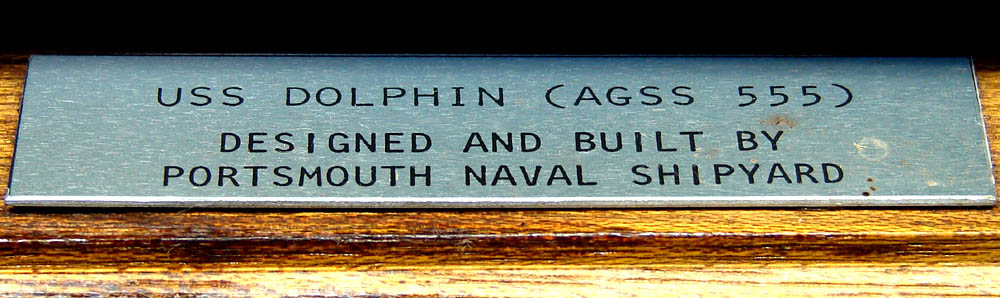 USS DOLPHIN (AGSS 555)
DESIGNED AND BUILT BY
PORTSMOUTH NAVAL SHIPYARD